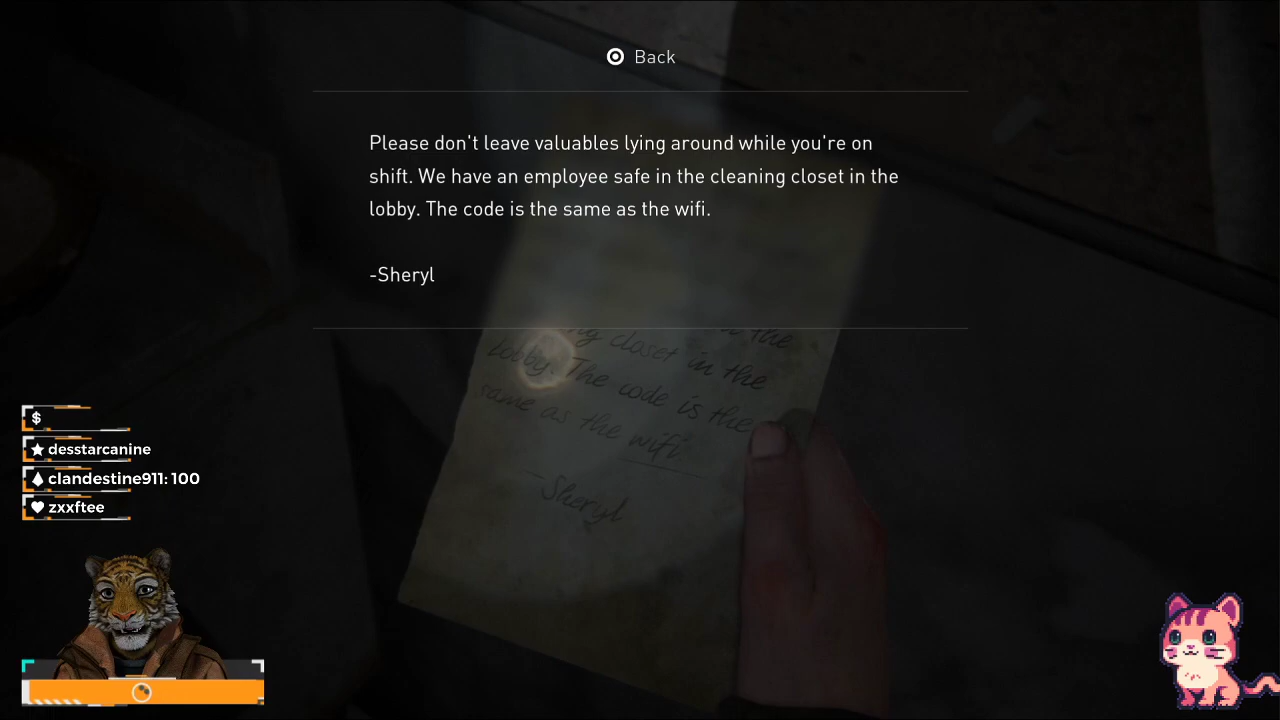 Back
Please don't leave valuables lying around while you're on
shift. We have an employee safe in the cleaning closet in the
lobby. The code is the same as the wifi.
-Sheryl
closet in the
lobby. The code is the
same as the wifi
-Sheryl
$
desstarcanine
clandestine911: 100
zxxftee